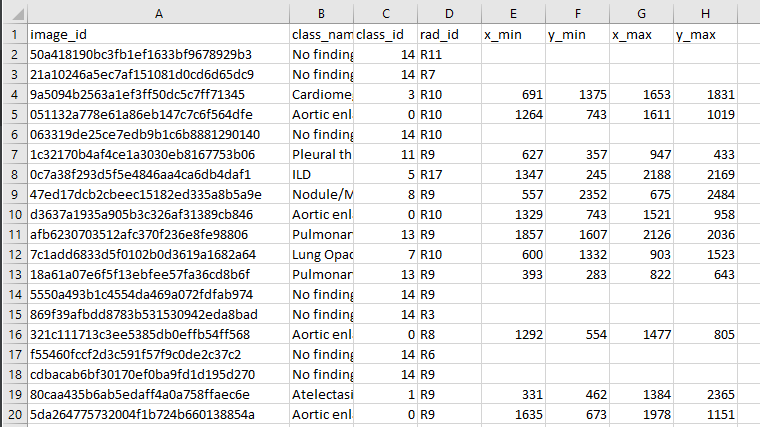 A B C D E F G H
1 image_id class_nam class_id rad_id x_min y_min x_max y_max
2 50a418190bc3fb1ef1633bf9678929b3 No finding 14 R11
3 21a10246a5ec7af151081d0cd6d65dc9 No finding 14 R7
4 9a5094b2563a1ef3ff50dc5c7ff71345 Cardiome 3 R10 691 1375 1653 1831
5 051132a778e61a86eb147c7c6f564dfe Aortic enl 0 R10 1264 743 1611 1019
6 063319de25ce7edb9b1c6b8881290140 No finding 14 R10
7 1c32170b4af4ce1a3030eb8167753b06 Pleural th 11 R9 627 357 947 433
8 0c7a38f293d5f5e4846aa4ca6db4daf1 ILD 5 R17 1347 245 2188 2169
9 47ed17dcb2cbeec15182ed335a8b5a9e Nodule/M 8 R9 557 2352 675 2484
10 d3637a1935a905b3c326af31389cb846 Aortic enl 0 R10 1329 743 1521 958
11 afb6230703512afc370f236e8fe98806 Pulmonar 13 R9 1857 1607 2126 2036
12 7c1add6833d5f0102b0d3619a1682a64 Lung Opac 7 R10 600 1332 903 1523
13 18a61a07e6f5f13ebfee57fa36cd8b6f Pulmonar 13 R9 393 283 822 643
14 5550a493b1c4554da469a072fdfab974 No finding 14 R9
15 869f39afbdd8783b531530942eda8bad No finding 14 R3
16 321c111713c3ee5385db0effb54ff568 Aortic enl 0 R8 1292 554 1477 805
17 f55460fccf2d3c591f57f9c0de2c37c2 No finding 14 R6
18 cdbacab6bf30170ef0ba9fd1d195d270 No finding 14 R9
19 80caa435b6ab5edaff4a0a758ffaec6e Atelectasi 1 R9 331 462 1384 2365
20 5da264775732004f1b724b660138854a Aortic enl 0 R9 1635 673 1978 1151